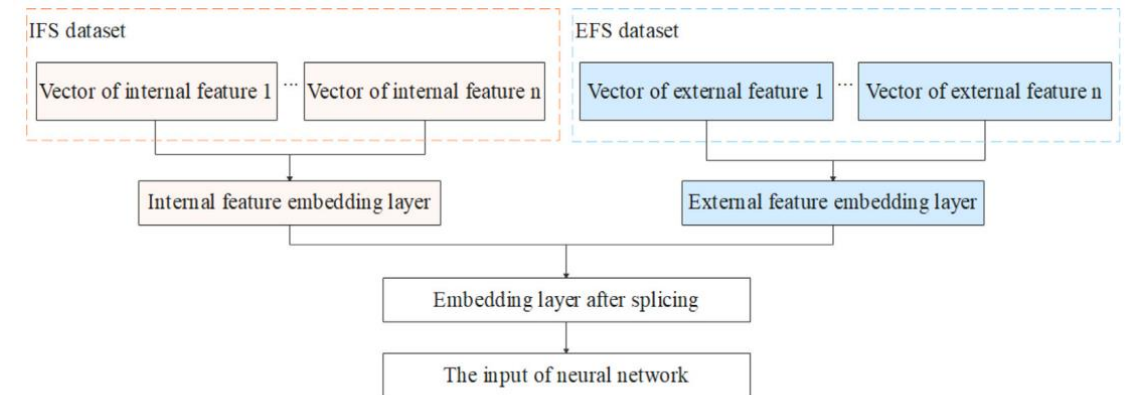 IFS dataset
EFS dataset
Vector of internal feature 1 ... Vector of internal feature n
Vector of external feature 1 ... Vector of external feature n
Internal feature embedding layer
External feature embedding layer
Embedding layer after splicing
The input of neural network